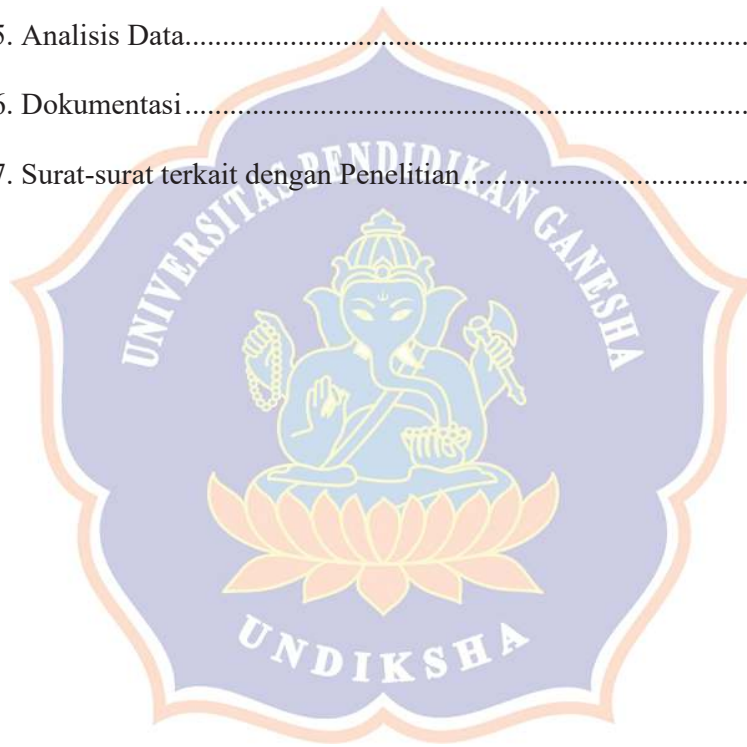 5. Analisis Data
6. Dokumentasi
7. Surat-surat terkait dengan Penelitian
UNIVERSITAS PENDIDIKAN GANESHA
UNDIKSHA